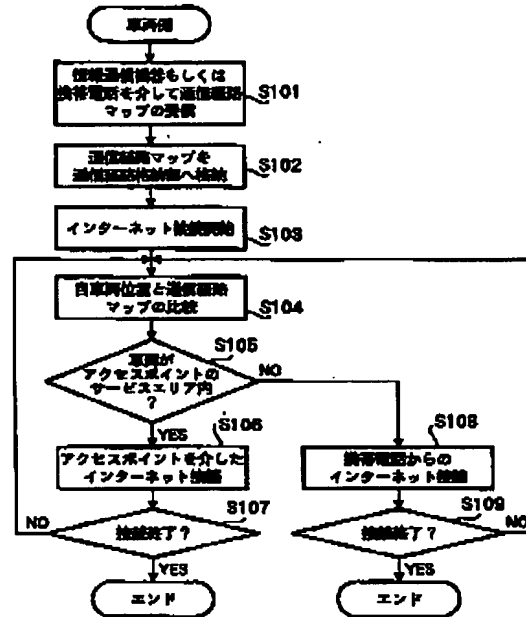 車両側
情報通信機器もしくは
携帯電話を介して通信経路
マップの受信
S101
通信経路マップを
通信経路格納部へ格納
S102
インターネット接続開始
S103
自車両位置と通信経路
マップの比較
S104
車両が
アクセスポイントの
サービスエリア内
?
S105
NO
YES
アクセスポイントを介した
インターネット接続
S106
携帯電話からの
インターネット接続
S108
接続終了?
S107
NO
YES
接続終了?
S109
NO
YES
エンド
エンド